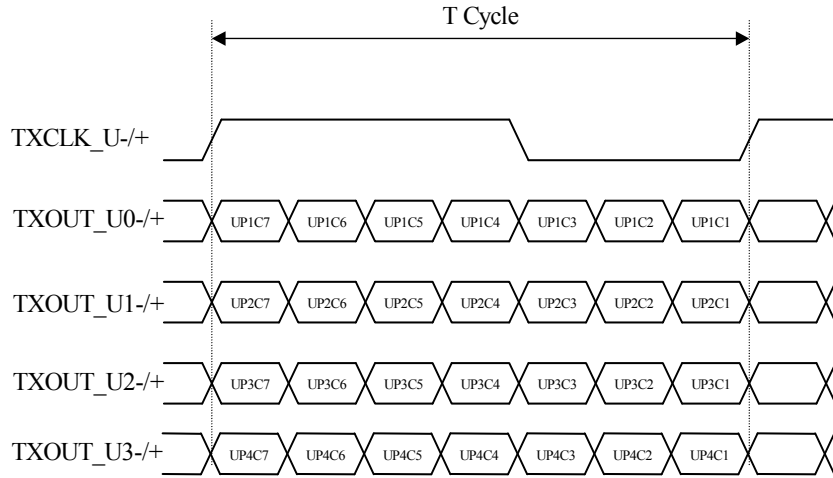 T Cycle
TXCLK_U-/+
TXOUT_U0-/+ UP1C7 UP1C6 UP1C5 UP1C4 UP1C3 UP1C2 UP1C1
TXOUT_U1-/+ UP2C7 UP2C6 UP2C5 UP2C4 UP2C3 UP2C2 UP2C1
TXOUT_U2-/+ UP3C7 UP3C6 UP3C5 UP3C4 UP3C3 UP3C2 UP3C1
TXOUT_U3-/+ UP4C7 UP4C6 UP4C5 UP4C4 UP4C3 UP4C2 UP4C1